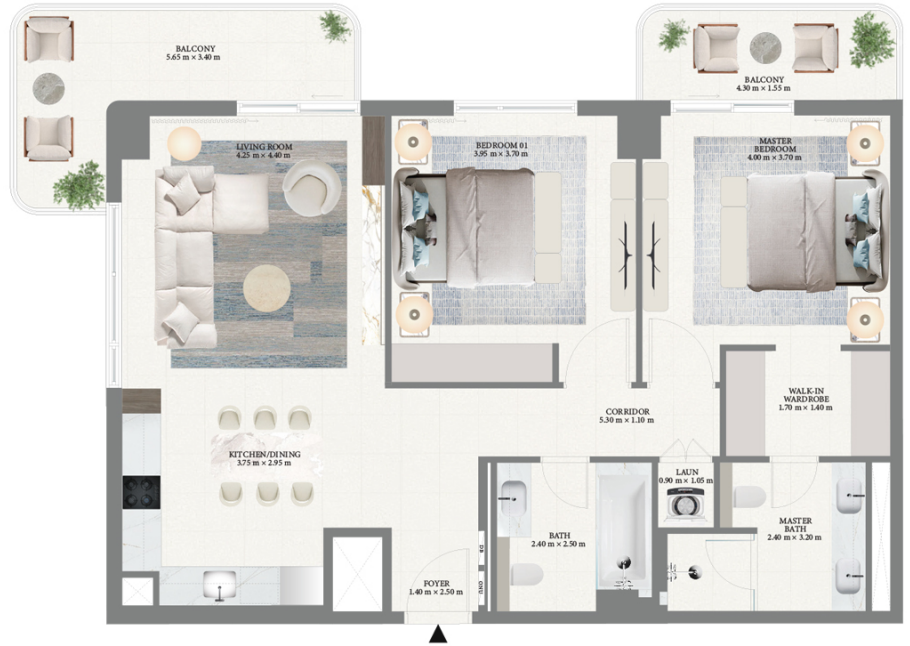 BALCONY
5.65 m × 3.40 m
BALCONY
4.30 m × 1.55 m
LIVING ROOM
4.25 m × 4.40 m
BEDROOM 01
3.95 m × 3.70 m
MASTER
BEDROOM
4.00 m × 3.70 m
WALK-IN
WARDROBE
1.70 m × 1.40 m
CORRIDOR
5.30 m × 1.10 m
KITCHEN/DINING
3.75 m × 2.95 m
LAUN
0.90 m × 1.05 m
BATH
2.40 m × 2.50 m
MASTER
BATH
2.40 m × 3.20 m
DB
ONU
FOYER
1.40 m × 2.50 m